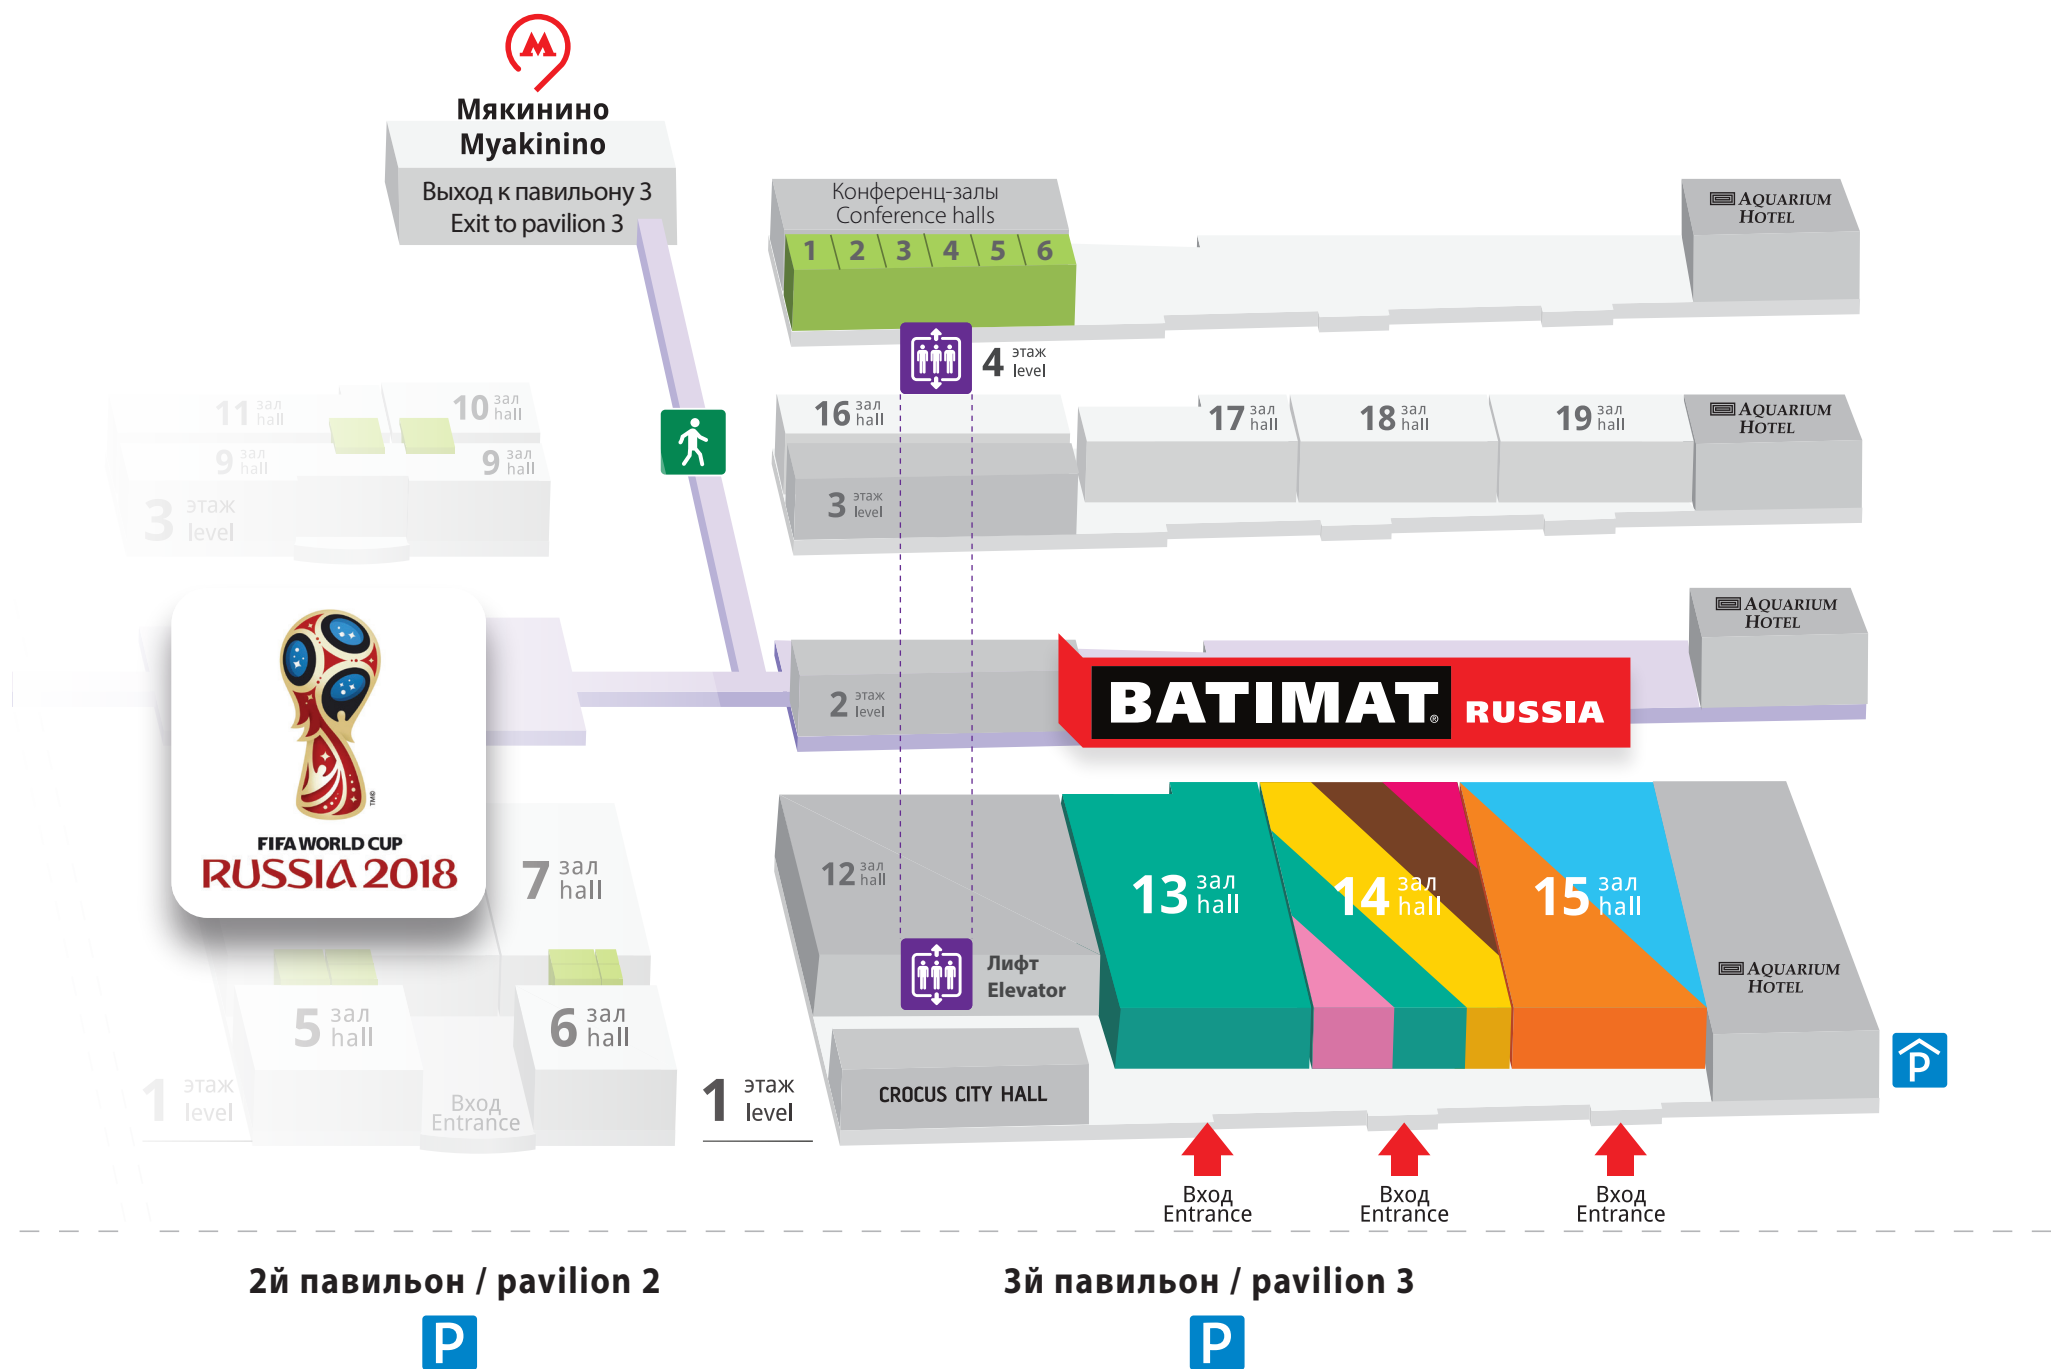 Мякинино
Myakinino
Выход к павильону 3
Exit to pavilion 3
Конференц-залы
Conference halls
1 2 3 4 5 6
AQUARIUM
HOTEL
4 этаж
level
11 зал
hall
10 зал
hall
9 зал
hall
9 зал
hall
3 этаж
level
16 зал
hall
17 зал
hall
18 зал
hall
19 зал
hall
AQUARIUM
HOTEL
3 этаж
level
AQUARIUM
HOTEL
2 этаж
level
BATIMAT® RUSSIA
TM©
FIFA WORLD CUP
RUSSIA 2018
7 зал
hall
12 зал
hall
13 зал
hall
14 зал
hall
15 зал
hall
AQUARIUM
HOTEL
Лифт
Elevator
5 зал
hall
6 зал
hall
1 этаж
level
Вход
Entrance
1 этаж
level
CROCUS CITY HALL
P
Вход
Entrance
Вход
Entrance
Вход
Entrance
2й павильон / pavilion 2
3й павильон / pavilion 3
P
P